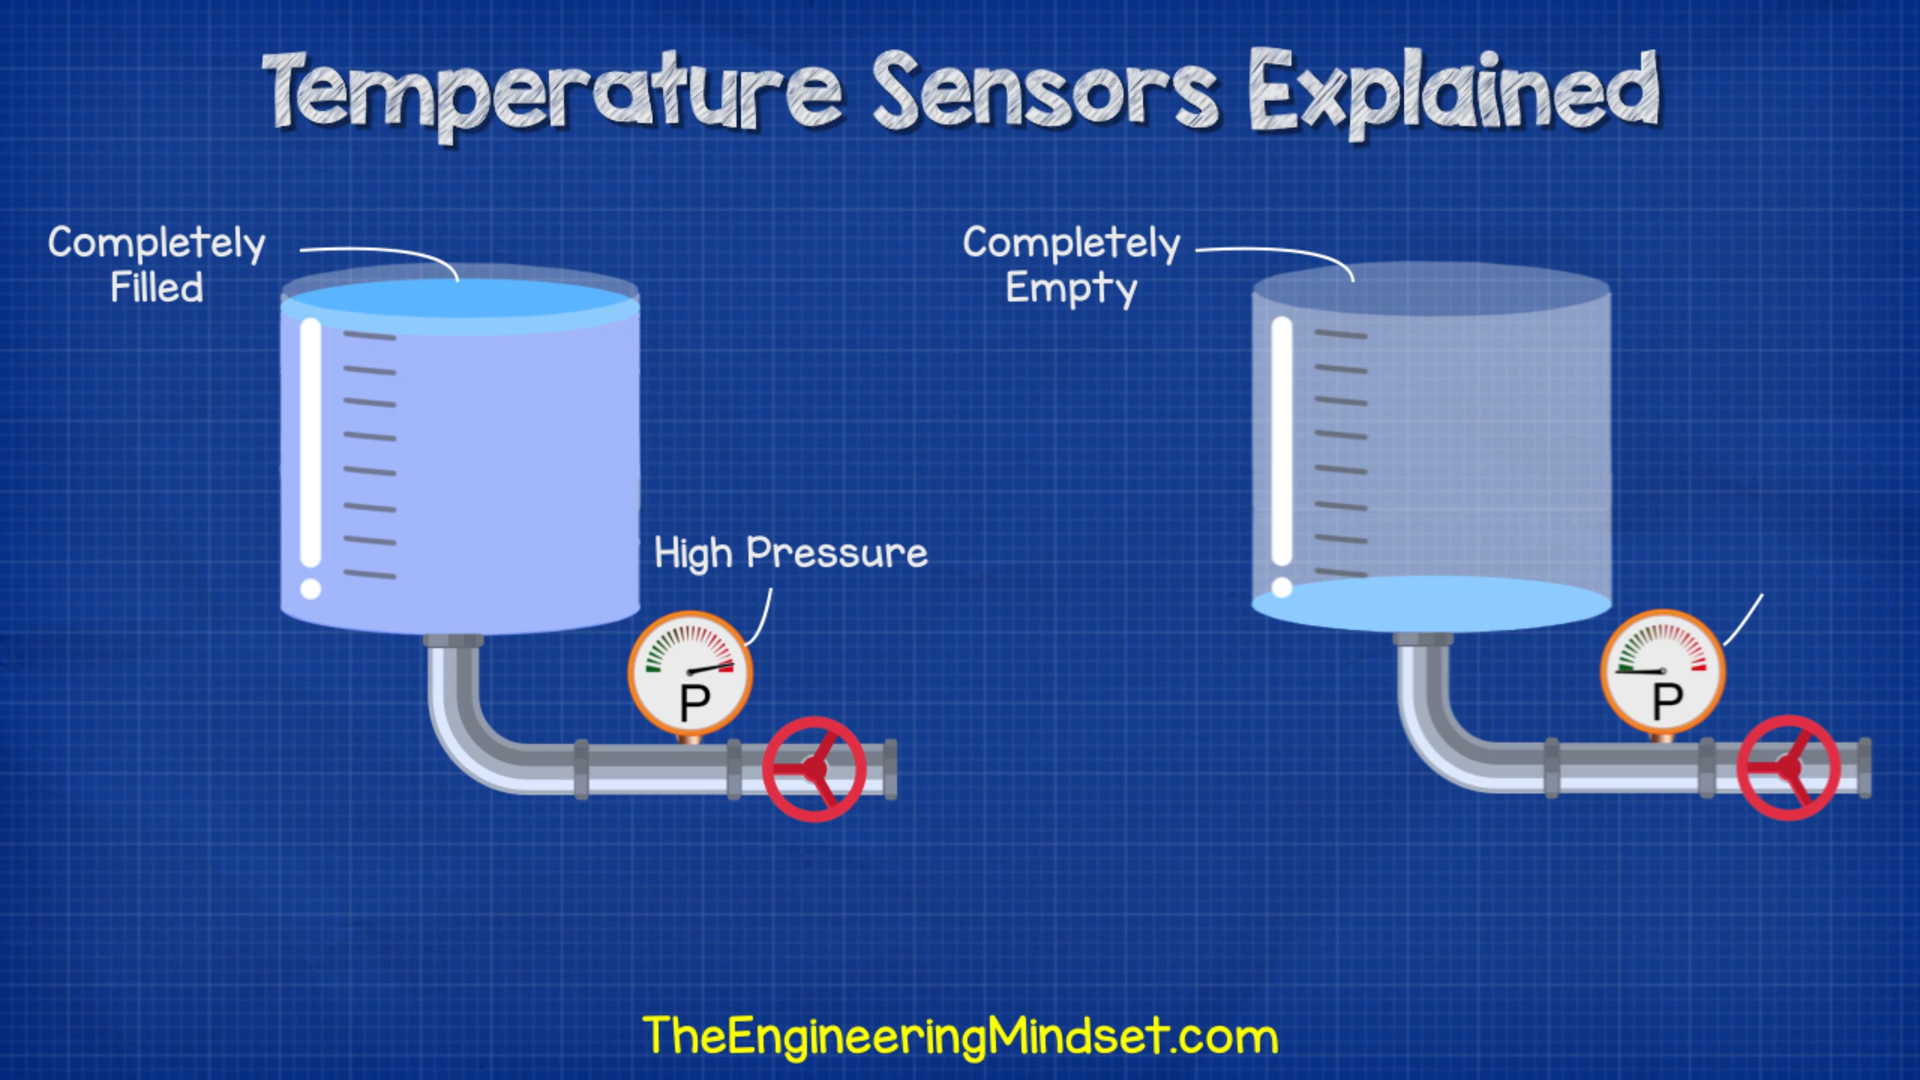 Temperature Sensors Explained
Completely
Filled
Completely
Empty
High Pressure
P
P
TheEngineeringMindset.com